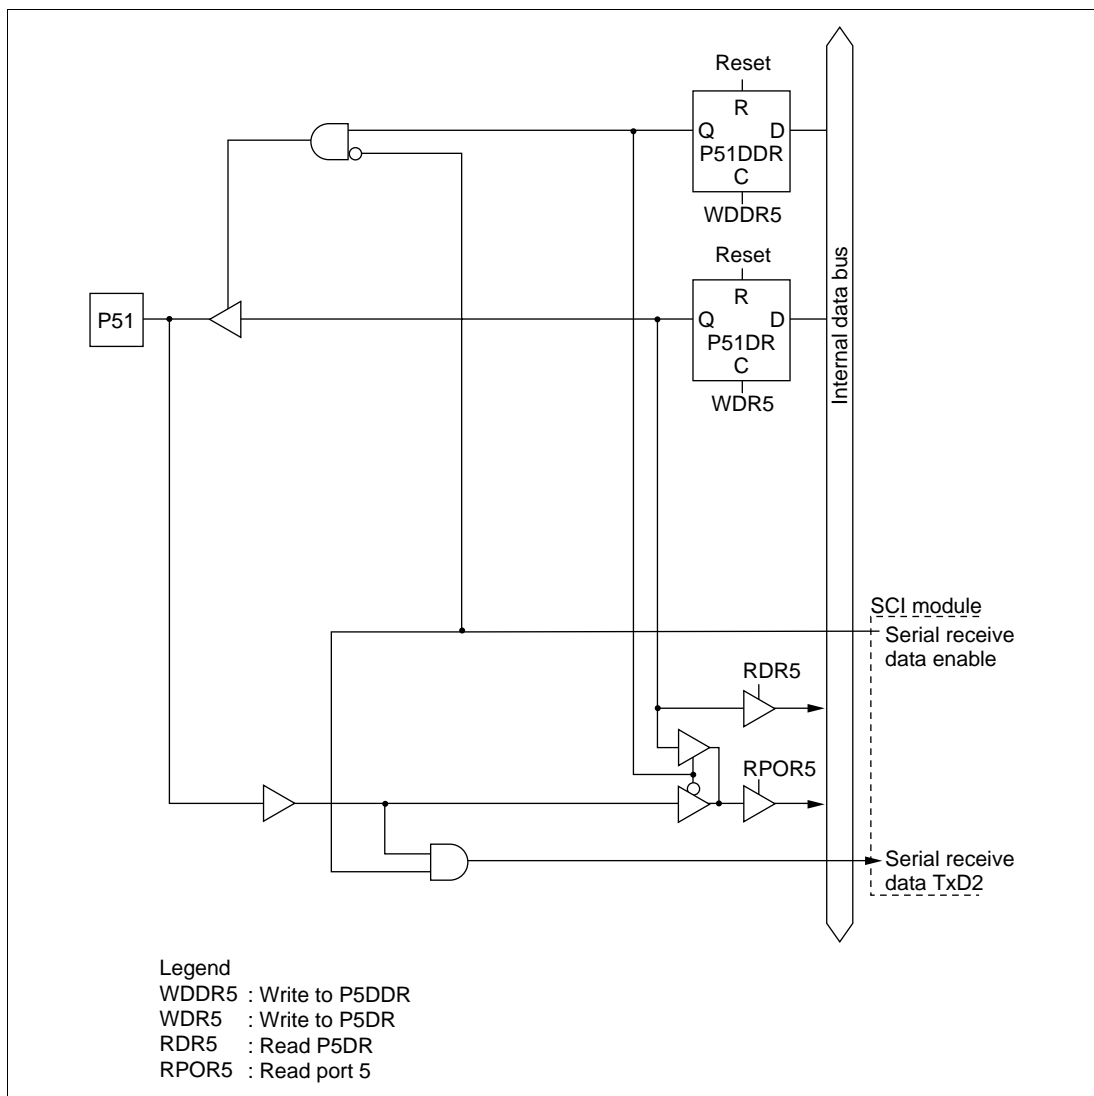 Reset
R
Q D
P51DDR
C
WDDR5
Reset
R
P51
Q D
P51DR
C
WDR5
Internal data bus
SCI module
Serial receive
data enable
RDR5
RPOR5
Serial receive
data TxD2
Legend
WDDR5 : Write to P5DDR
WDR5 : Write to P5DR
RDR5 : Read P5DR
RPOR5 : Read port 5